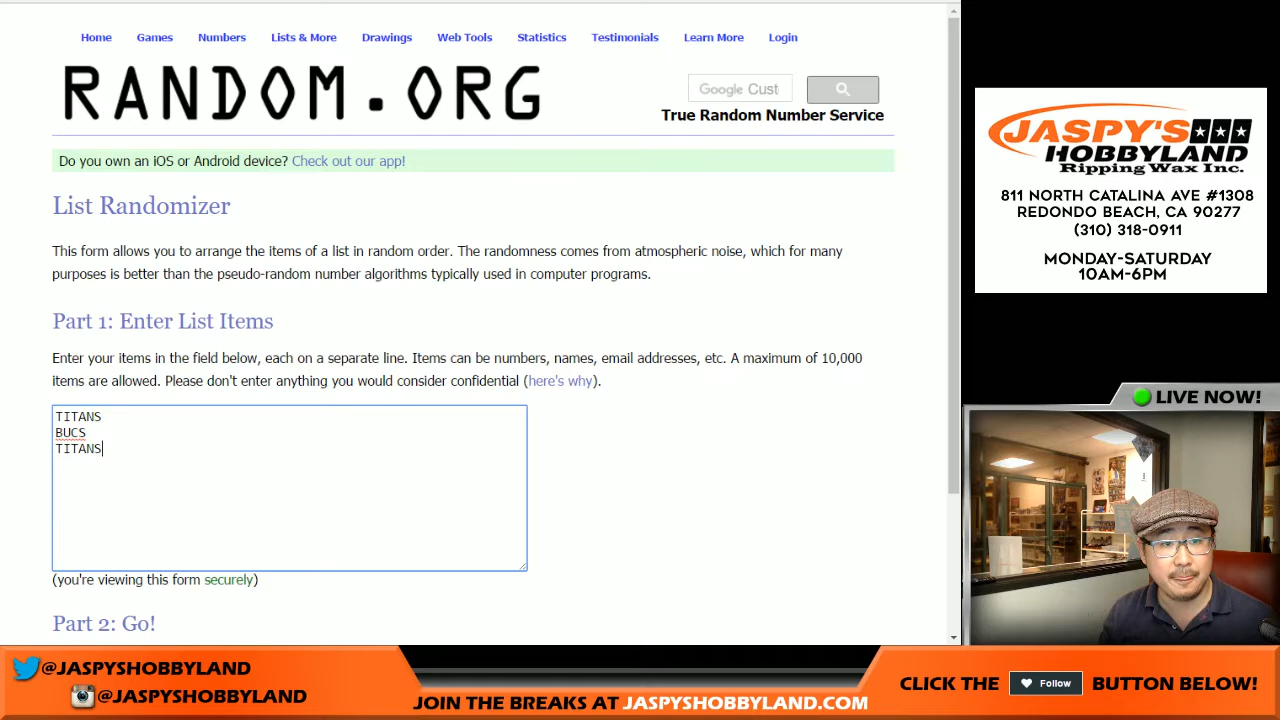 Home Games Numbers Lists & More Drawings Web Tools Statistics Testimonials Learn More Login
RANDOM.ORG
Google Cust
True Random Number Service
Do you own an iOS or Android device? Check out our app!
List Randomizer
This form allows you to arrange the items of a list in random order. The randomness comes from atmospheric noise, which for many
purposes is better than the pseudo-random number algorithms typically used in computer programs.
Part 1: Enter List Items
Enter your items in the field below, each on a separate line. Items can be numbers, names, email addresses, etc. A maximum of 10,000
items are allowed. Please don't enter anything you would consider confidential (here's why).
TITANS
BUCS
TITANS
(you're viewing this form securely)
Part 2: Go!
JASPY'S
HOBBYLAND
Ripping Wax Inc.
811 NORTH CATALINA AVE #1308
REDONDO BEACH, CA 90277
(310) 318-0911
MONDAY-SATURDAY
10AM-6PM
LIVE NOW!
@JASPYSHOBBYLAND
@JASPYSHOBBYLAND
JOIN THE BREAKS AT JASPYSHOBBYLAND.COM
CLICK THE Follow BUTTON BELOW!